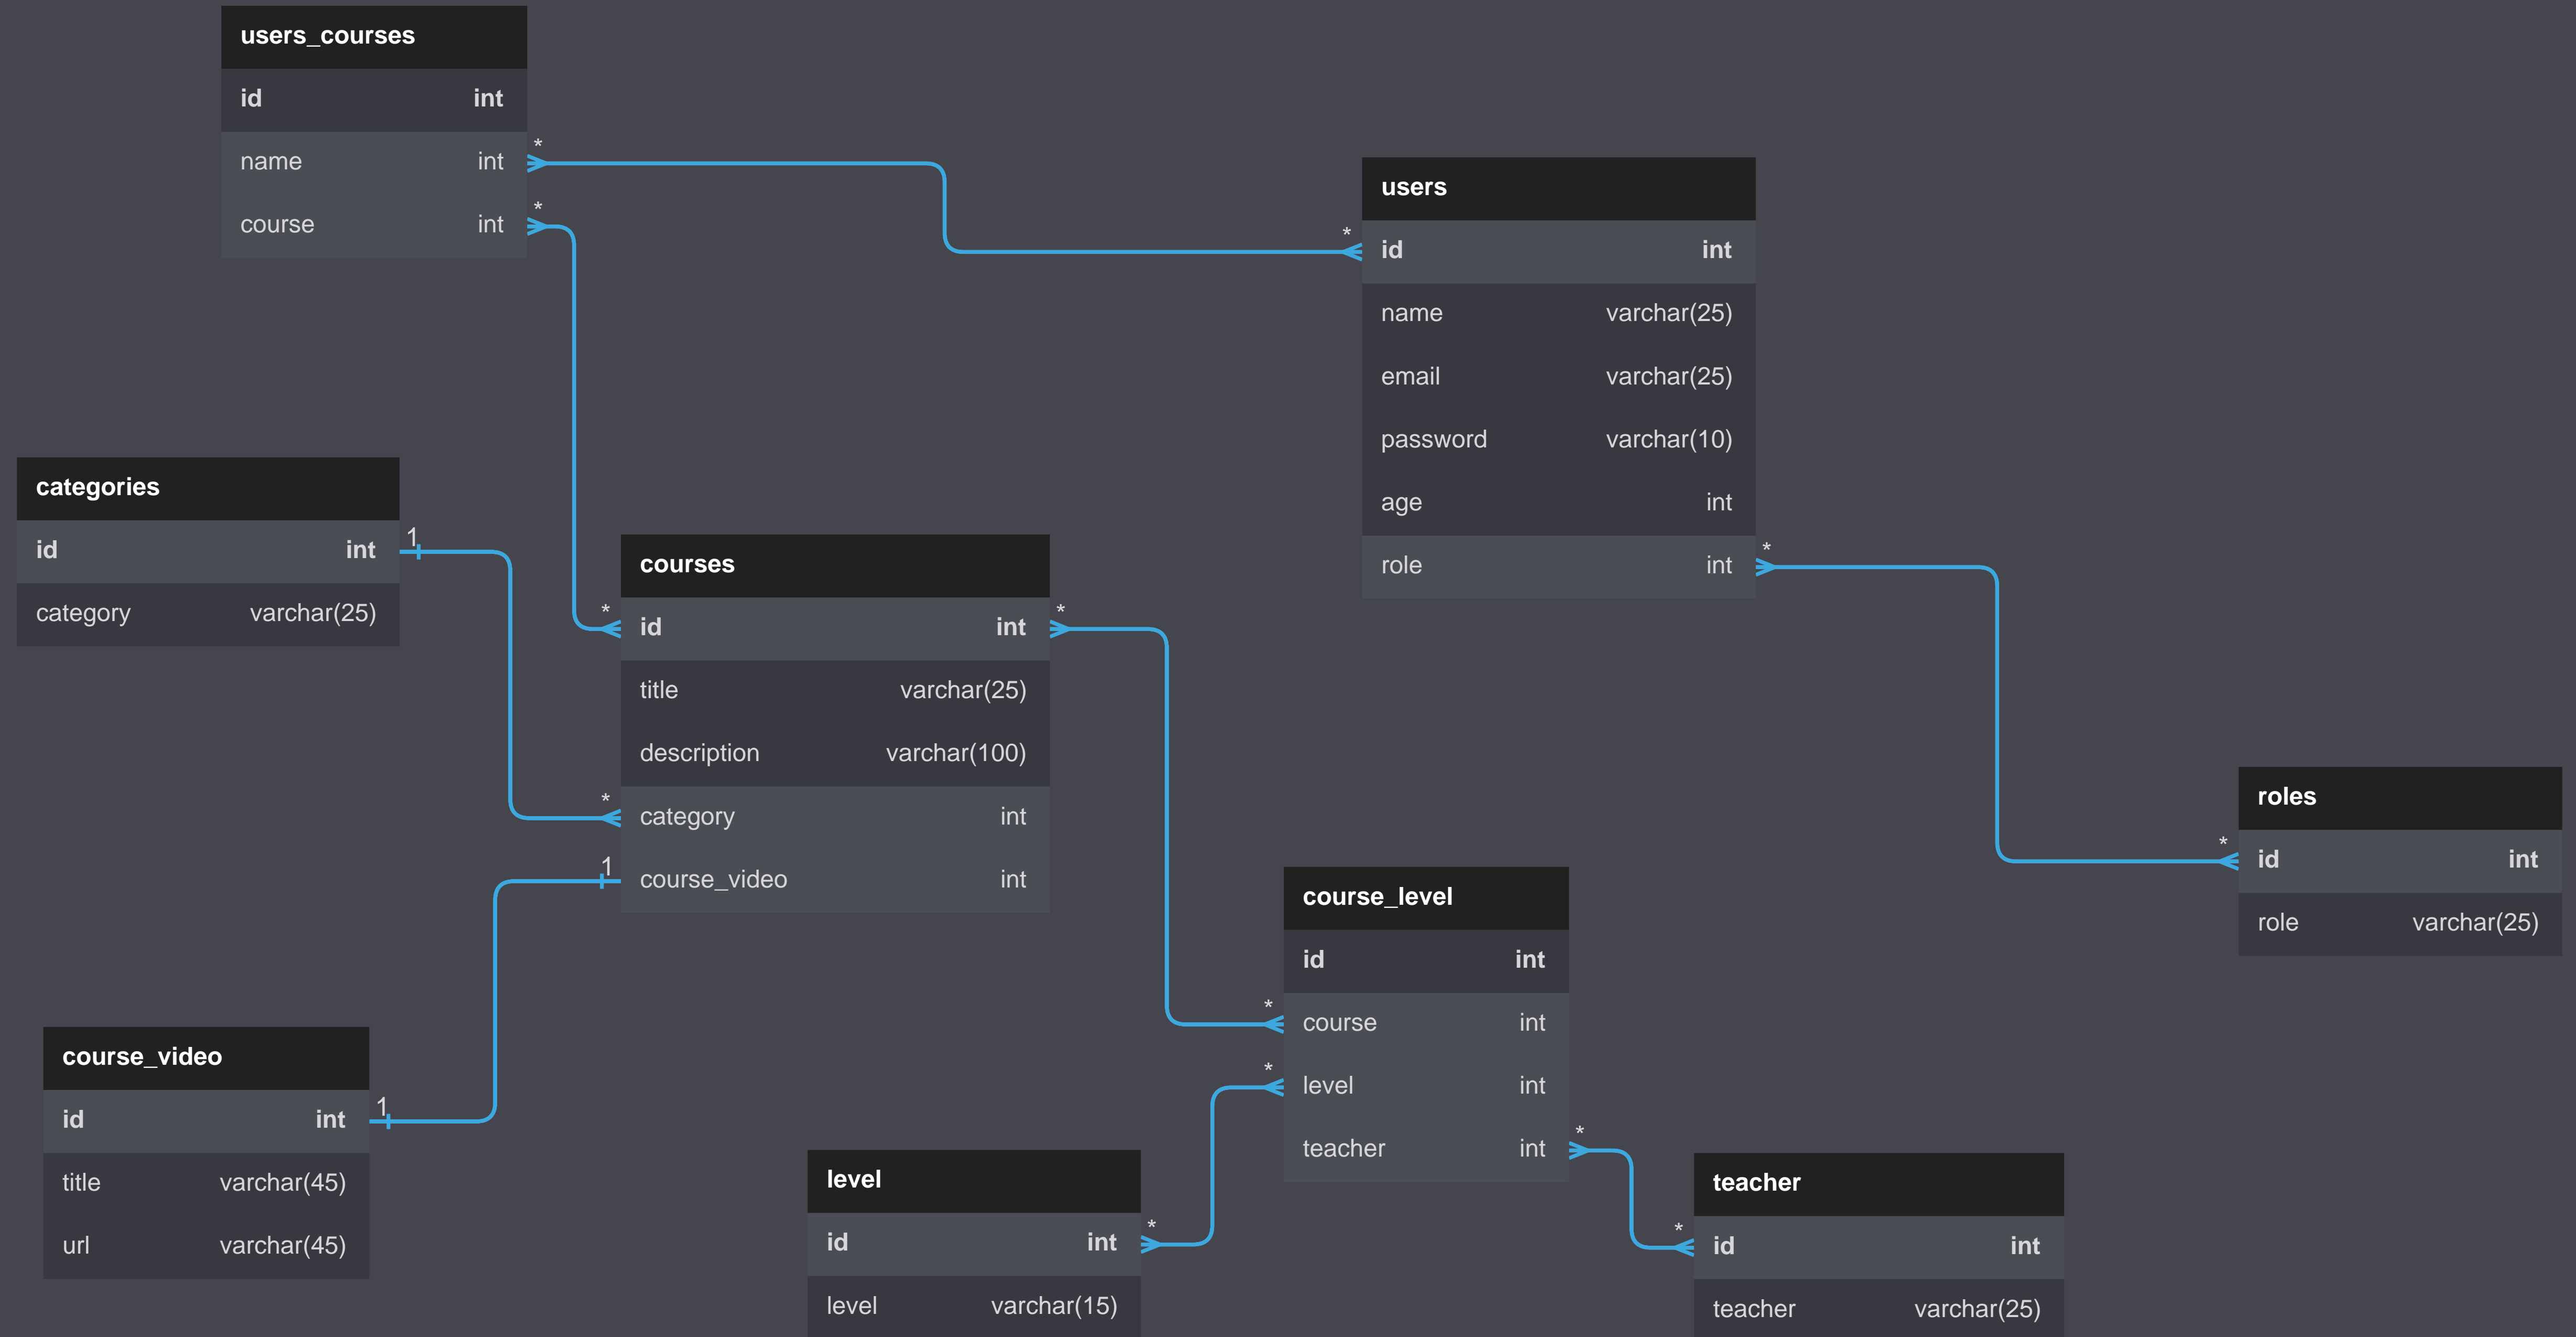 users_courses
id int
name int
course int
*
*
users
id int
name varchar(25)
email varchar(25)
password varchar(10)
age int
role int
*
*
categories
id int
category varchar(25)
1
courses
id int
title varchar(25)
description varchar(100)
category int
course_video int
*
*
*
1
roles
id int
role varchar(25)
*
course_level
id int
course int
level int
teacher int
*
*
*
course_video
id int
title varchar(45)
url varchar(45)
1
level
id int
level varchar(15)
*
teacher
id int
teacher varchar(25)
*